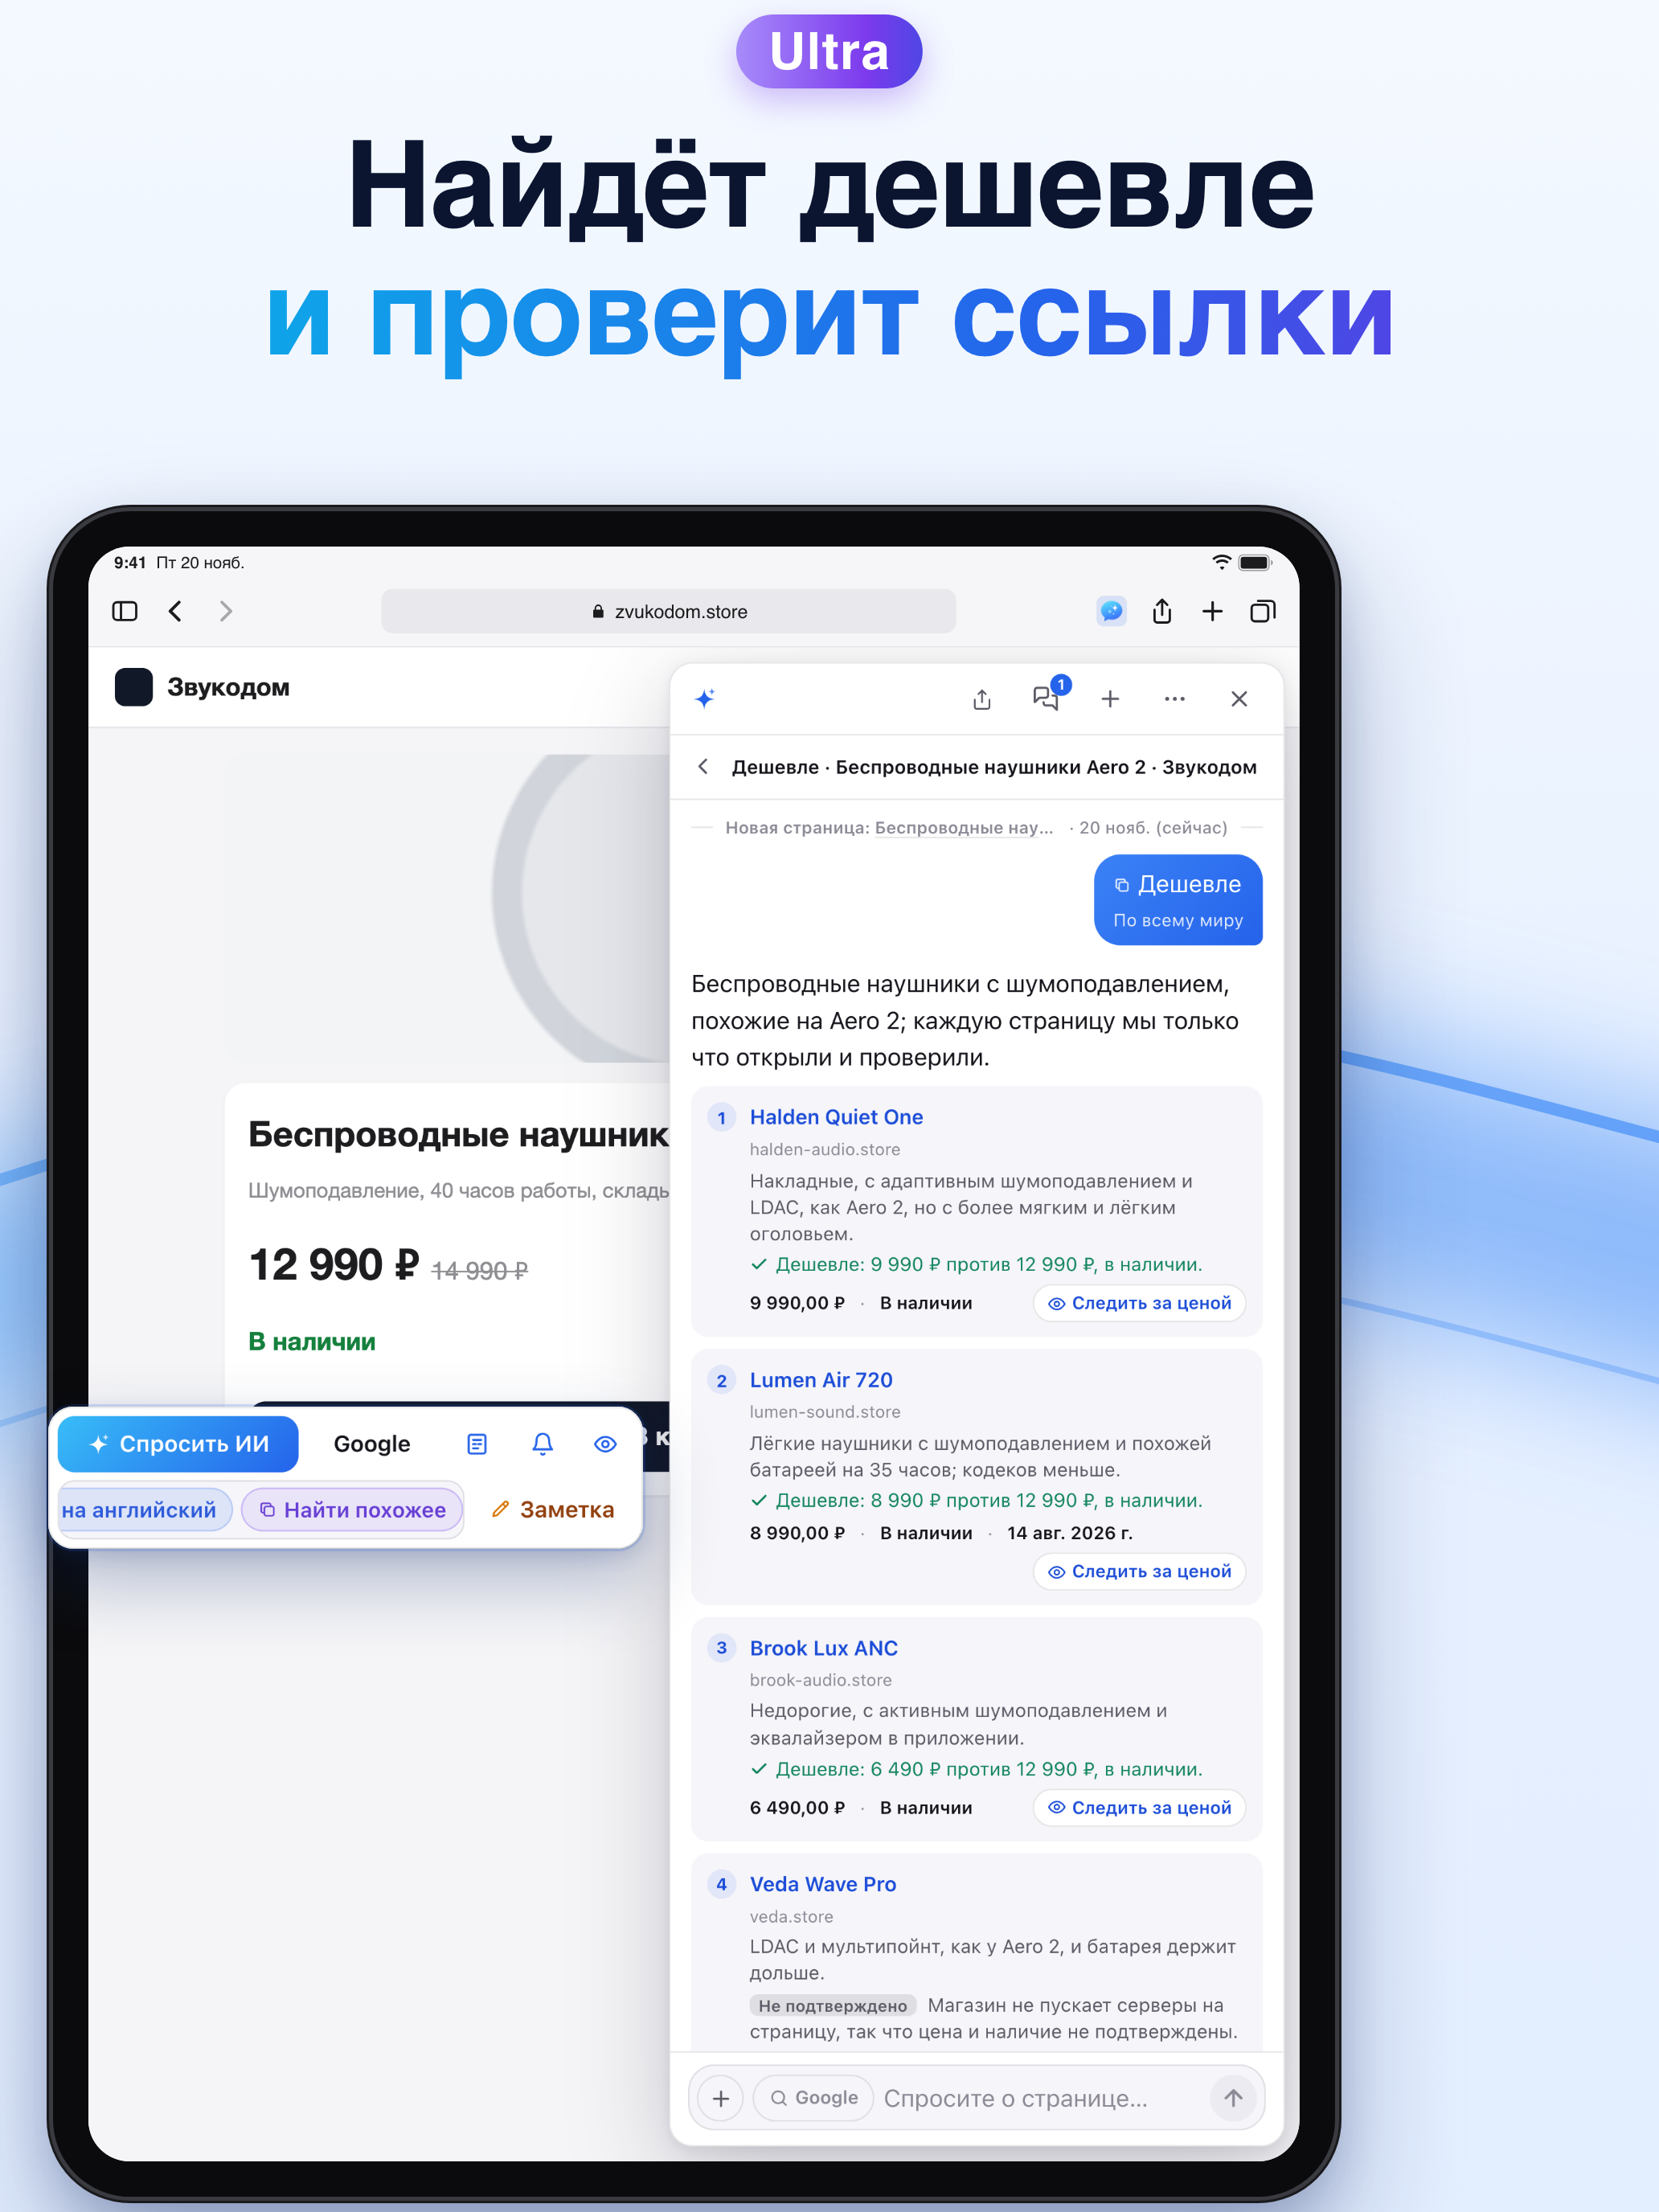 Ultra
Найдёт дешевле
и проверит ссылки
9:41 Пт 20 нояб.
zvukodom.store
Звукодом
Беспроводные наушник
Шумоподавление, 40 часов работы, складь
12 990 ₽ 14 990 ₽
В наличии
Спросить ИИ Google
на английский Найти похожее Заметка
1
Дешевле · Беспроводные наушники Aero 2 · Звукодом
Новая страница: Беспроводные нау... · 20 нояб. (сейчас)
Дешевле
По всему миру
Беспроводные наушники с шумоподавлением,
похожие на Aero 2; каждую страницу мы только
что открыли и проверили.
1 Halden Quiet One
halden-audio.store
Накладные, с адаптивным шумоподавлением и
LDAC, как Aero 2, но с более мягким и лёгким
оголовьем.
Дешевле: 9 990 ₽ против 12 990 ₽, в наличии.
9 990,00 ₽ · В наличии Следить за ценой
2 Lumen Air 720
lumen-sound.store
Лёгкие наушники с шумоподавлением и похожей
батареей на 35 часов; кодеков меньше.
Дешевле: 8 990 ₽ против 12 990 ₽, в наличии.
8 990,00 ₽ · В наличии · 14 авг. 2026 г.
Следить за ценой
3 Brook Lux ANC
brook-audio.store
Недорогие, с активным шумоподавлением и
эквалайзером в приложении.
Дешевле: 6 490 ₽ против 12 990 ₽, в наличии.
6 490,00 ₽ · В наличии Следить за ценой
4 Veda Wave Pro
veda.store
LDAC и мультипойнт, как у Aero 2, и батарея держит
дольше.
Не подтверждено Магазин не пускает серверы на
страницу, так что цена и наличие не подтверждены.
Google Спросите о странице...